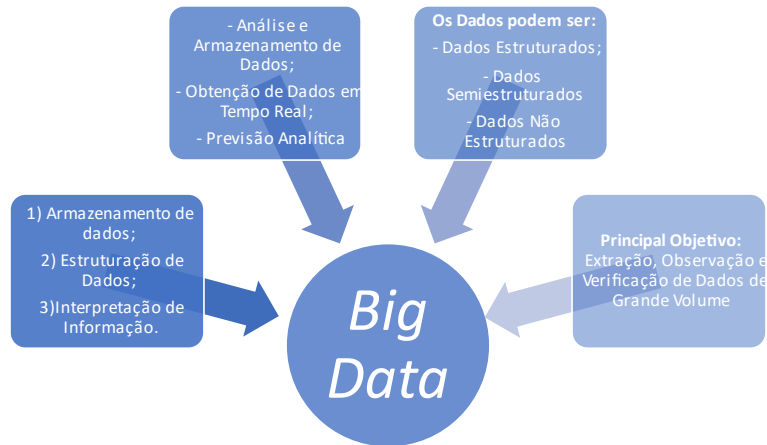 1) Armazenamento de
dados;
2) Estruturação de
Dados;
3)Interpretação de
Informação.
- Análise e
Armazenamento de
Dados;
- Obtenção de Dados em
Tempo Real;
- Previsão Analítica
Os Dados podem ser:
- Dados Estruturados;
- Dados
Semiestruturados
- Dados Não
Estruturados
Principal Objetivo:
Extração, Observação e
Verificação de Dados de
Grande Volume
Big
Data